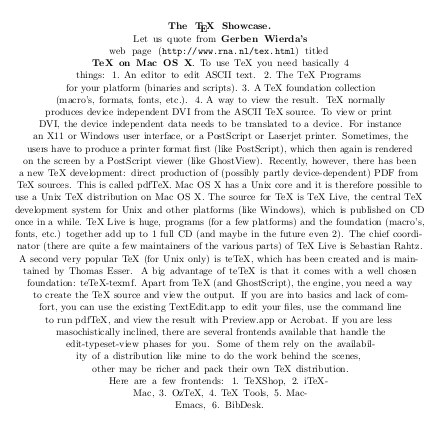 The TEX Showcase.
Let us quote from Gerben Wierda's
web page (http://www.rna.nl/tex.html) titled
TeX on Mac OS X. To use TeX you need basically 4
things: 1. An editor to edit ASCII text. 2. The TeX Programs
for your platform (binaries and scripts). 3. A TeX foundation collection
(macro's, formats, fonts, etc.). 4. A way to view the result. TeX normally
produces device independent DVI from the ASCII TeX source. To view or print
DVI, the device independent data needs to be translated to a device. For instance
an X11 or Windows user interface, or a PostScript or Laserjet printer. Sometimes, the
users have to produce a printer format first (like PostScript), which then again is rendered
on the screen by a PostScript viewer (like GhostView). Recently, however, there has been
a new TeX development: direct production of (possibly partly device-dependent) PDF from
TeX sources. This is called pdfTeX. Mac OS X has a Unix core and it is therefore possible to
use a Unix TeX distribution on Mac OS X. The source for TeX is TeX Live, the central TeX
development system for Unix and other platforms (like Windows), which is published on CD
once in a while. TeX Live is huge, programs (for a few platforms) and the foundation (macro's,
fonts, etc.) together add up to 1 full CD (and maybe in the future even 2). The chief coordi-
nator (there are quite a few maintainers of the various parts) of TeX Live is Sebastian Rahtz.
A second very popular TeX (for Unix only) is teTeX, which has been created and is main-
tained by Thomas Esser. A big advantage of teTeX is that it comes with a well chosen
foundation: teTeX-texmf. Apart from TeX (and GhostScript), the engine, you need a way
to create the TeX source and view the output. If you are into basics and lack of com-
fort, you can use the existing TextEdit.app to edit your files, use the command line
to run pdfTeX, and view the result with Preview.app or Acrobat. If you are less
masochistically inclined, there are several frontends available that handle the
edit-typeset-view phases for you. Some of them rely on the availabil-
ity of a distribution like mine to do the work behind the scenes,
other may be richer and pack their own TeX distribution.
Here are a few frontends: 1. TeXShop, 2. iTeX-
Mac, 3. OzTeX, 4. TeX Tools, 5. Mac-
Emacs, 6. BibDesk.